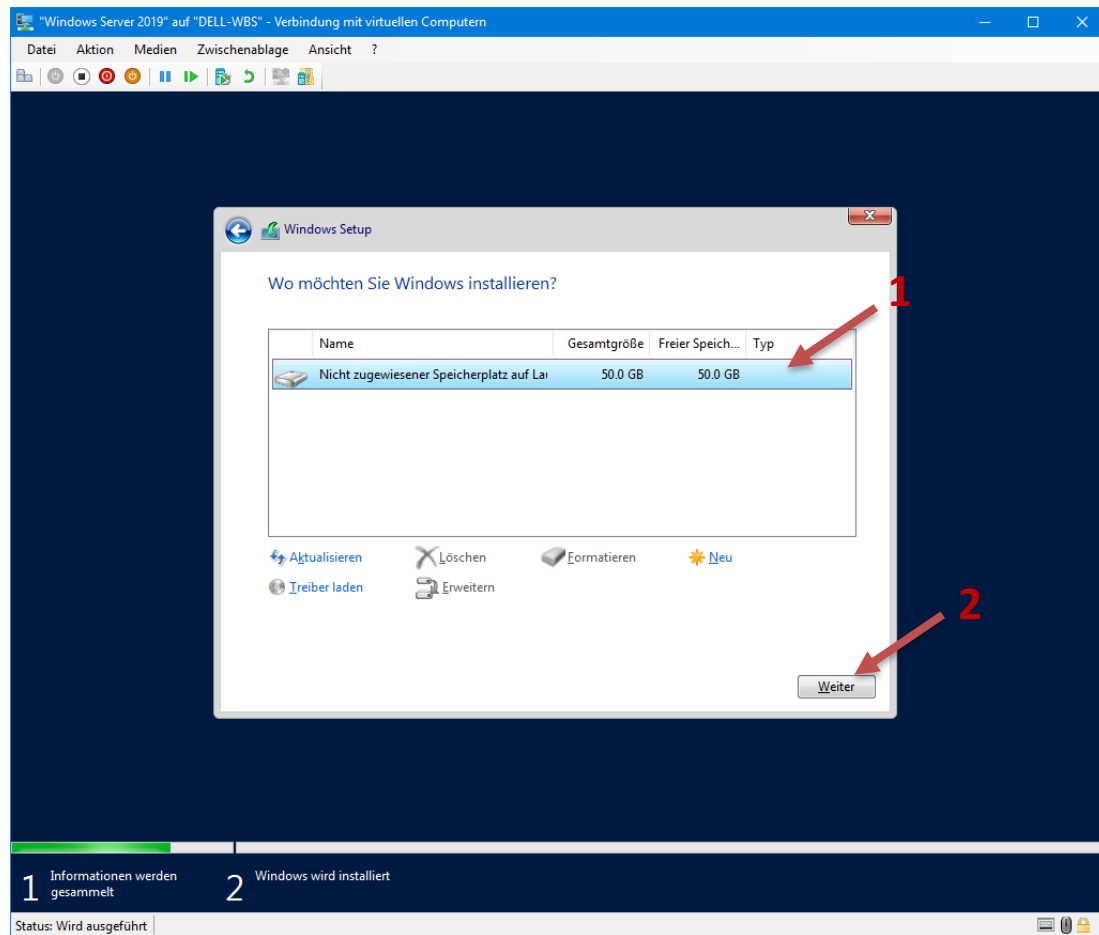 "Windows Server 2019" auf "DELL-WBS" - Verbindung mit virtuellen Computern
Datei Aktion Medien Zwischenablage Ansicht ?
Windows Setup
Wo möchten Sie Windows installieren?
1
Name Gesamtgröße Freier Speich... Typ
Nicht zugewiesener Speicherplatz auf Lau 50.0 GB 50.0 GB
Aktualisieren Löschen Formatieren Neu
Treiber laden Erweitern
2
Weiter
1 Informationen werden
gesammelt
2 Windows wird installiert
Status: Wird ausgeführt